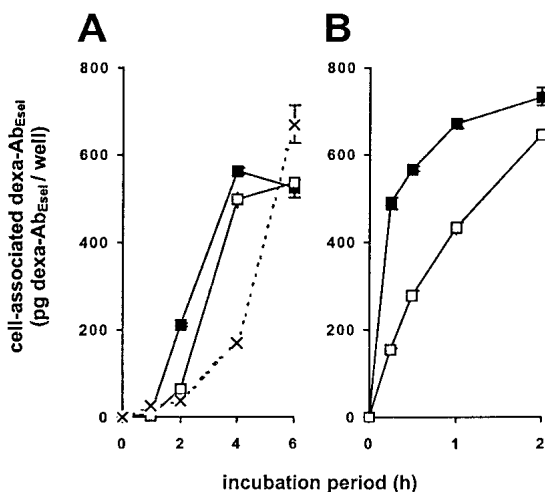 A
B
cell-associated dexa-AbEsel
(pg dexa-AbEsel / well)
800
600
400
200
0
0 2 4 6
800
600
400
200
0
0 1 2
incubation period (h)